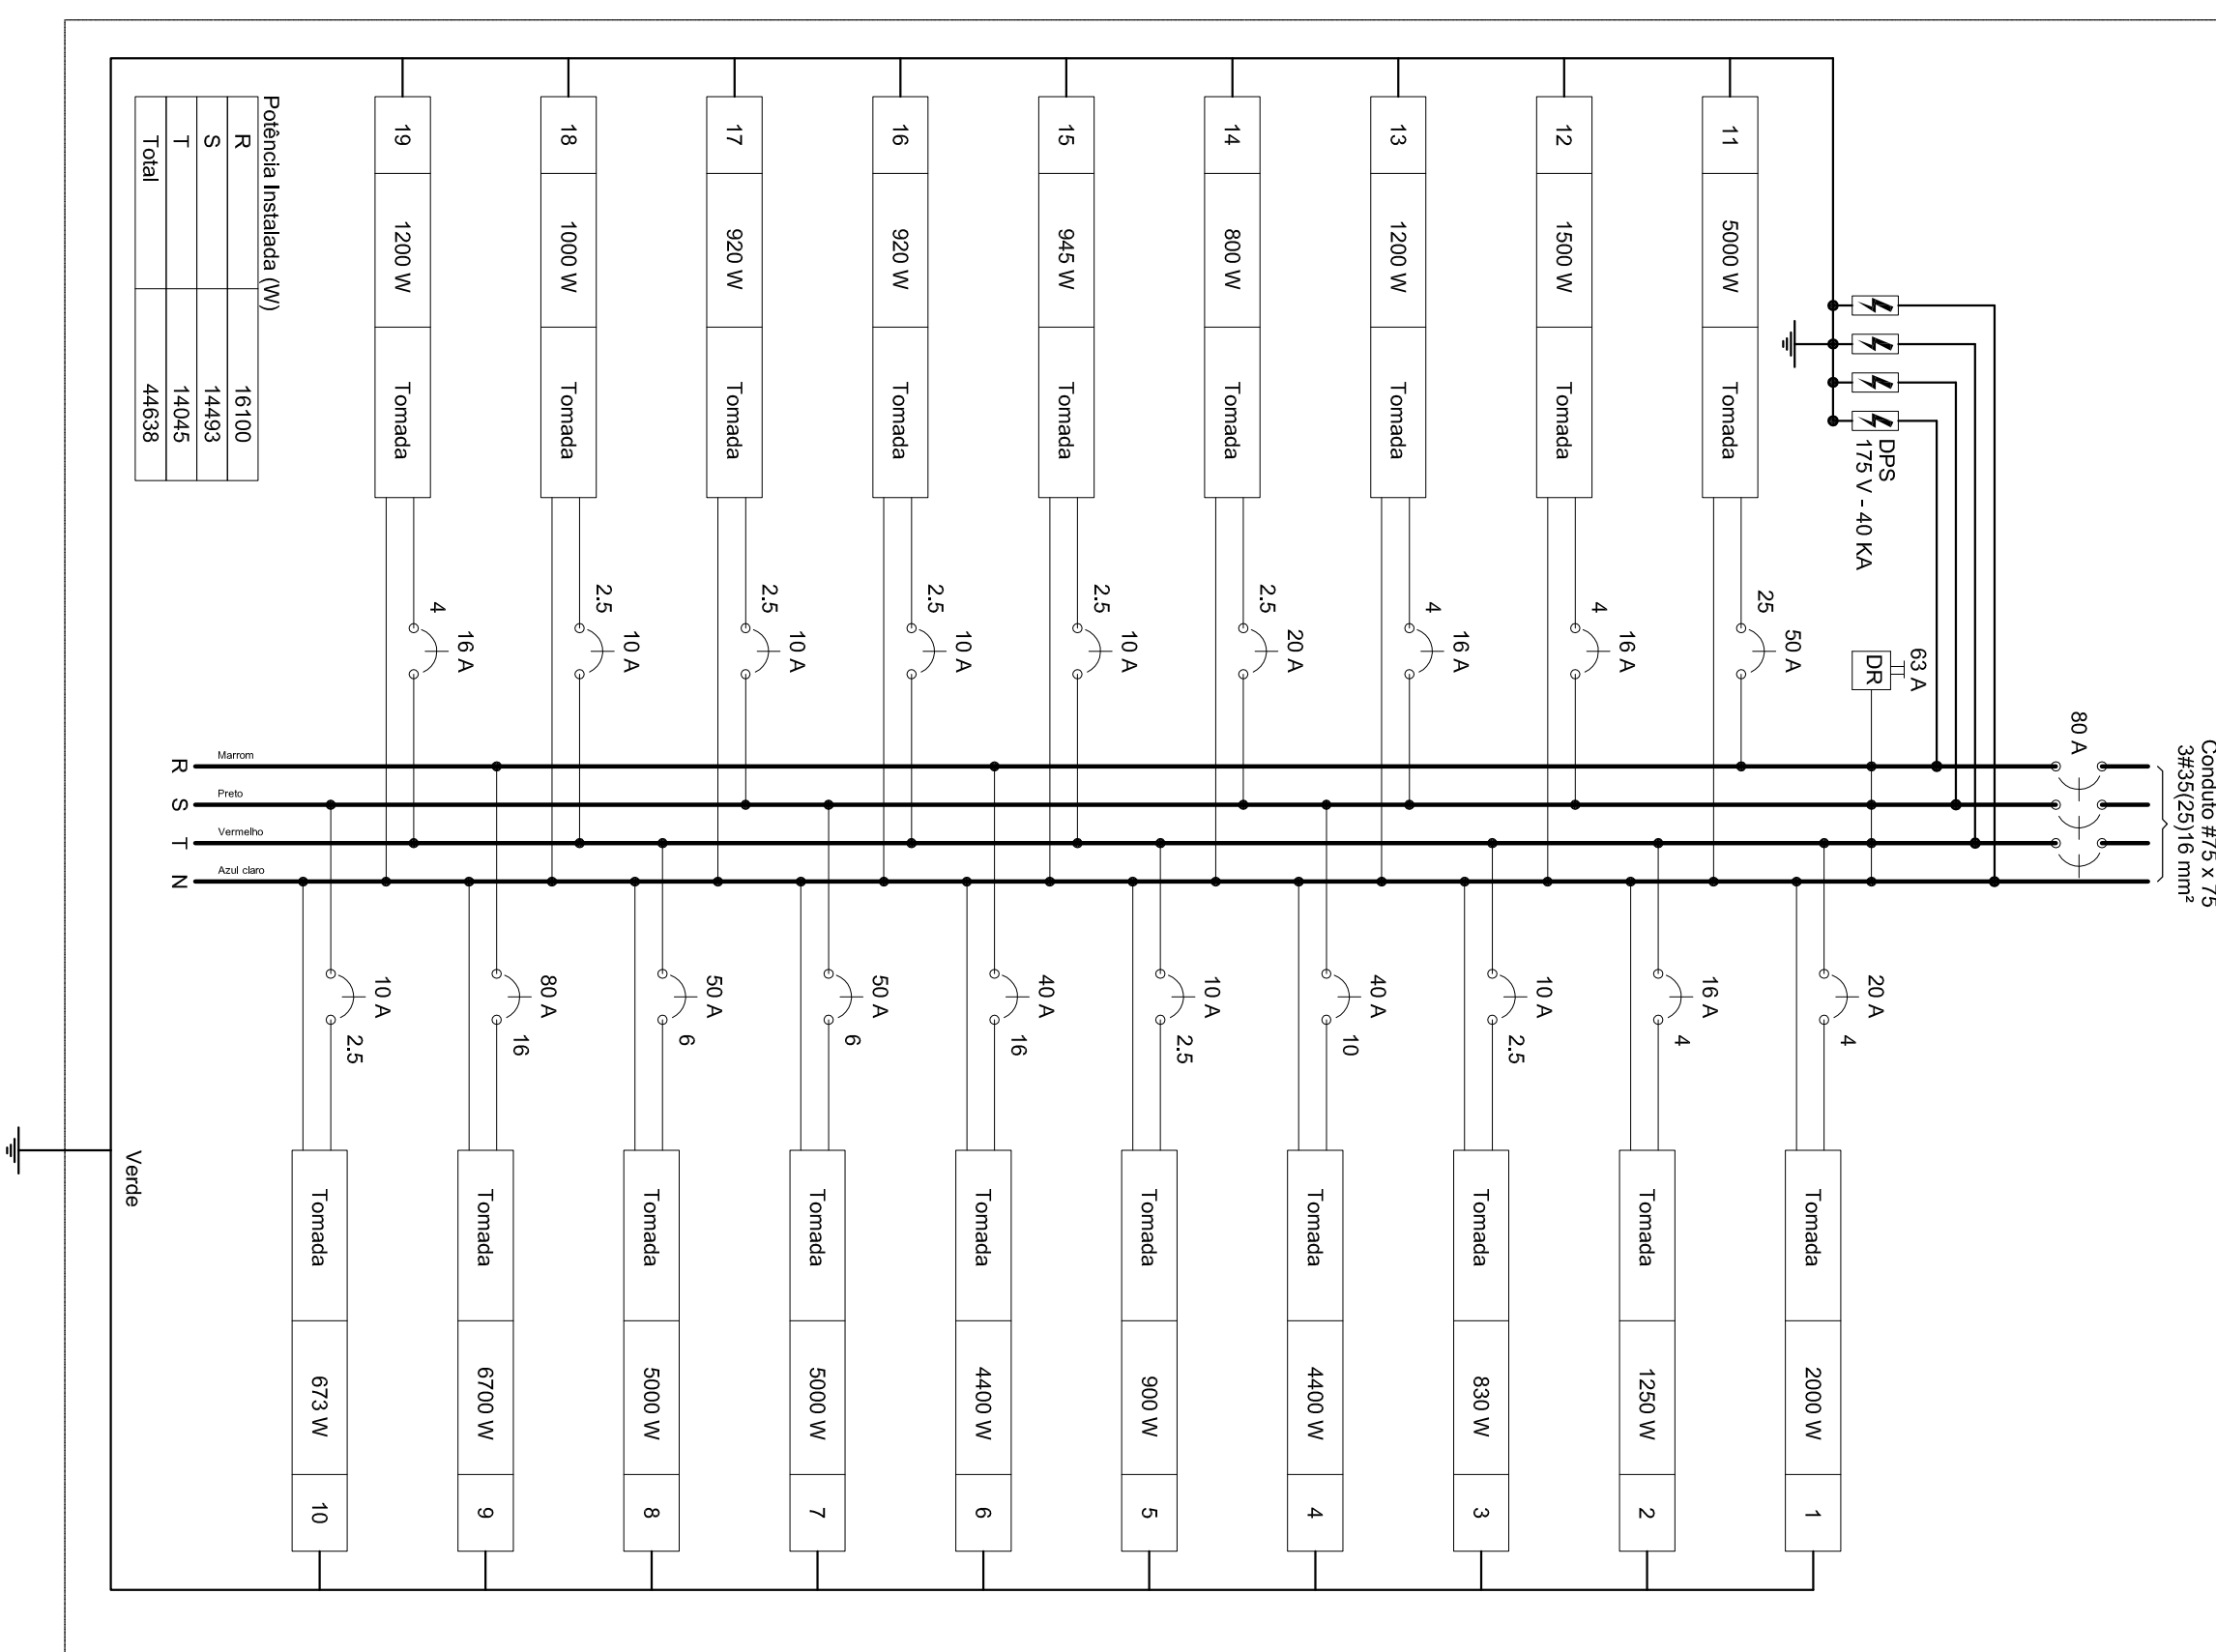 Conduto #75 x 75
3#35(25)16 mm²
80 A
63 A
DR
DPS
175 V - 40 KA
20 A
4
Tomada 2000 W 1
11 5000 W Tomada
25
50 A
16 A
4
Tomada 1250 W 2
12 1500 W Tomada
4
16 A
10 A
2.5
Tomada 830 W 3
13 1200 W Tomada
4
16 A
40 A
10
Tomada 4400 W 4
14 800 W Tomada
2.5
20 A
10 A
2.5
Tomada 900 W 5
15 945 W Tomada
2.5
10 A
40 A
16
Tomada 4400 W 6
16 920 W Tomada
2.5
10 A
50 A
6
Tomada 5000 W 7
17 920 W Tomada
2.5
10 A
50 A
6
Tomada 5000 W 8
18 1000 W Tomada
2.5
10 A
80 A
16
Tomada 6700 W 9
19 1200 W Tomada
4
16 A
10 A
2.5
Tomada 673 W 10
Marrom
Preto
Vermelho
Azul claro
R S T N
Potência Instalada (W)
R 16100
S 14493
T 14045
Total 44638
Verde